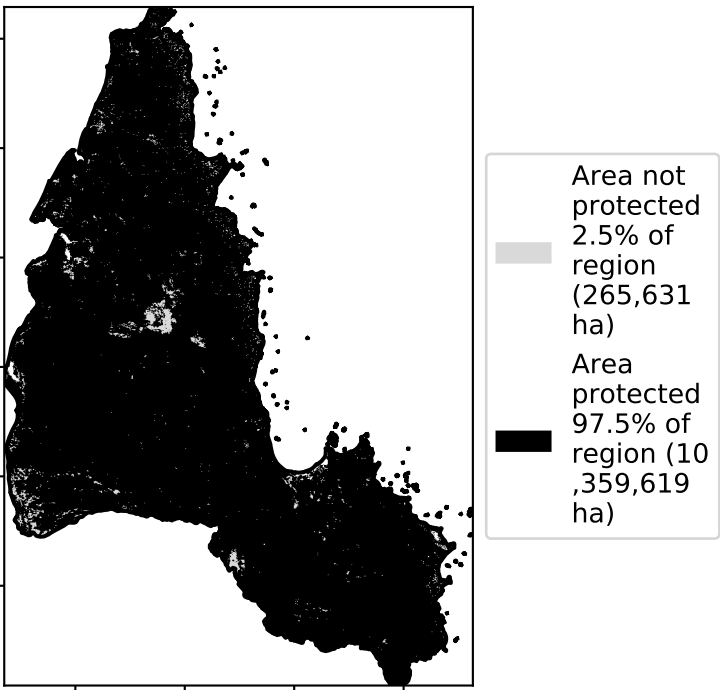 Area not
protected
2.5% of
region
(265,631
ha)
Area
protected
97.5% of
region (10
,359,619
ha)